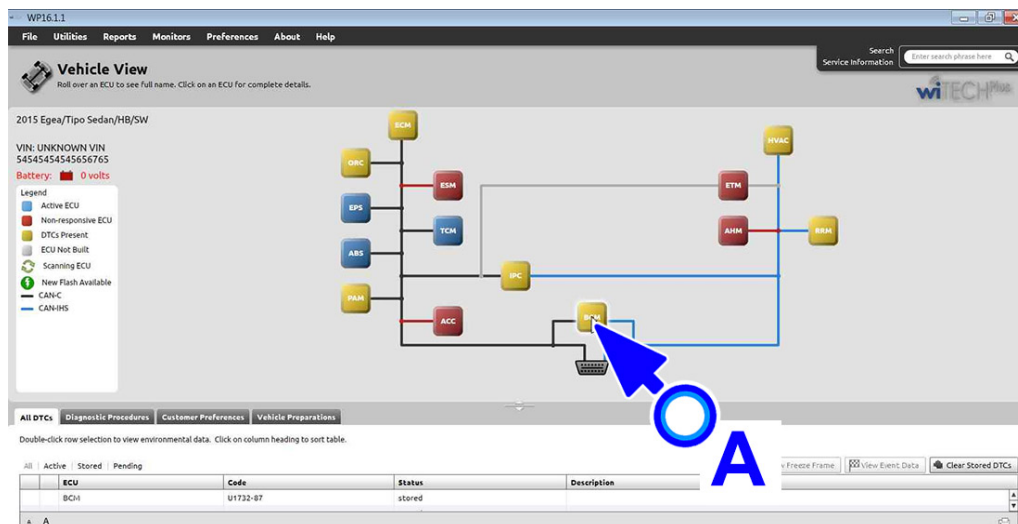 WP16.1.1
File Utilities Reports Monitors Preferences About Help
Vehicle View
Roll over an ECU to see full name. Click on an ECU for complete details.
Search
Service Information
Enter search phrase here
wiTECHPlus
2015 Egea/Tipo Sedan/HB/SW
VIN: UNKNOWN VIN
54545454545656765
Battery: 0 volts
Legend
Active ECU
Non-responsive ECU
DTCs Present
ECU Not Built
Scanning ECU
New Flash Available
CAN-C
CAN-IHS
ECM
HVAC
ORC
ESM
ETM
EPS
TCM
AHM
RRM
ABS
IPC
PAM
ACC
BCM
A
All DTCs Diagnostic Procedures Customer Preferences Vehicle Preparations
Double-click row selection to view environmental data. Click on column heading to sort table.
All Active Stored Pending
Freeze Frame View Event Data Clear Stored DTCs
ECU Code Status Description
BCM U1732-87 stored
A